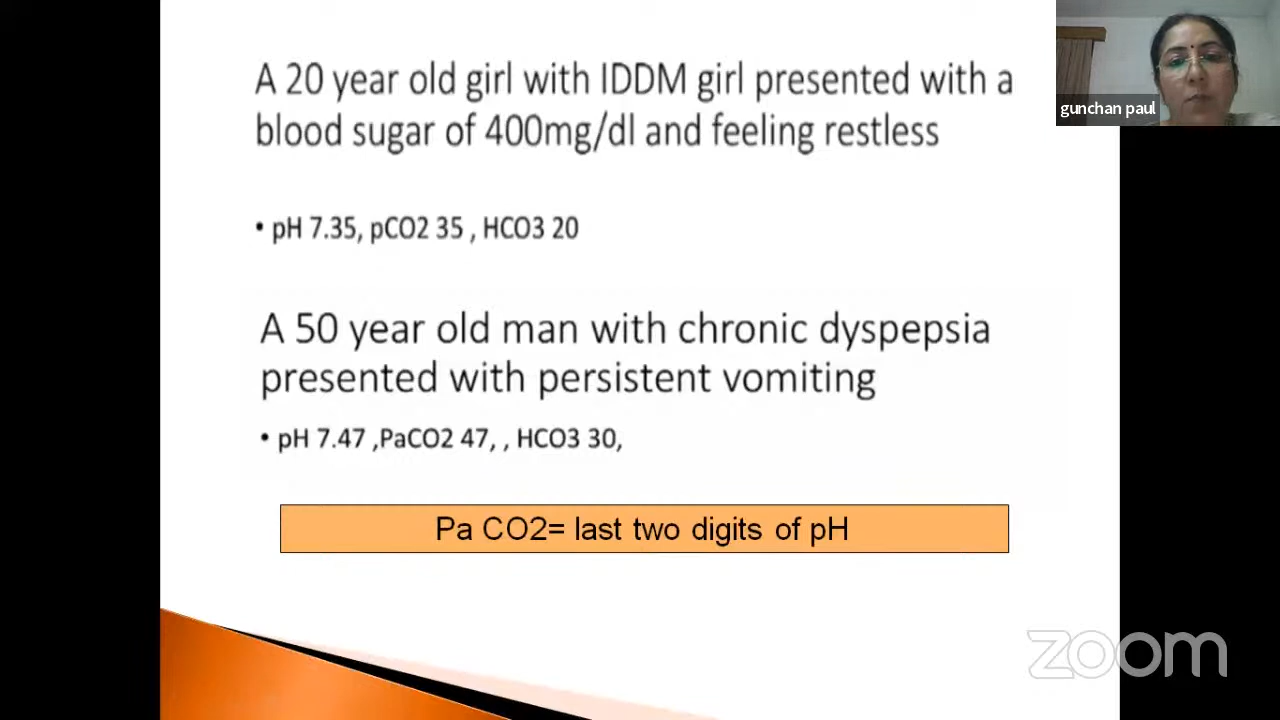 A 20 year old girl with IDDM girl presented with a
blood sugar of 400mg/dl and feeling restless
• pH 7.35, pCO2 35 , HCO3 20
A 50 year old man with chronic dyspepsia
presented with persistent vomiting
• pH 7.47 ,PaCO2 47, , HCO3 30,
Pa CO2= last two digits of pH
gunchan paul
zoom